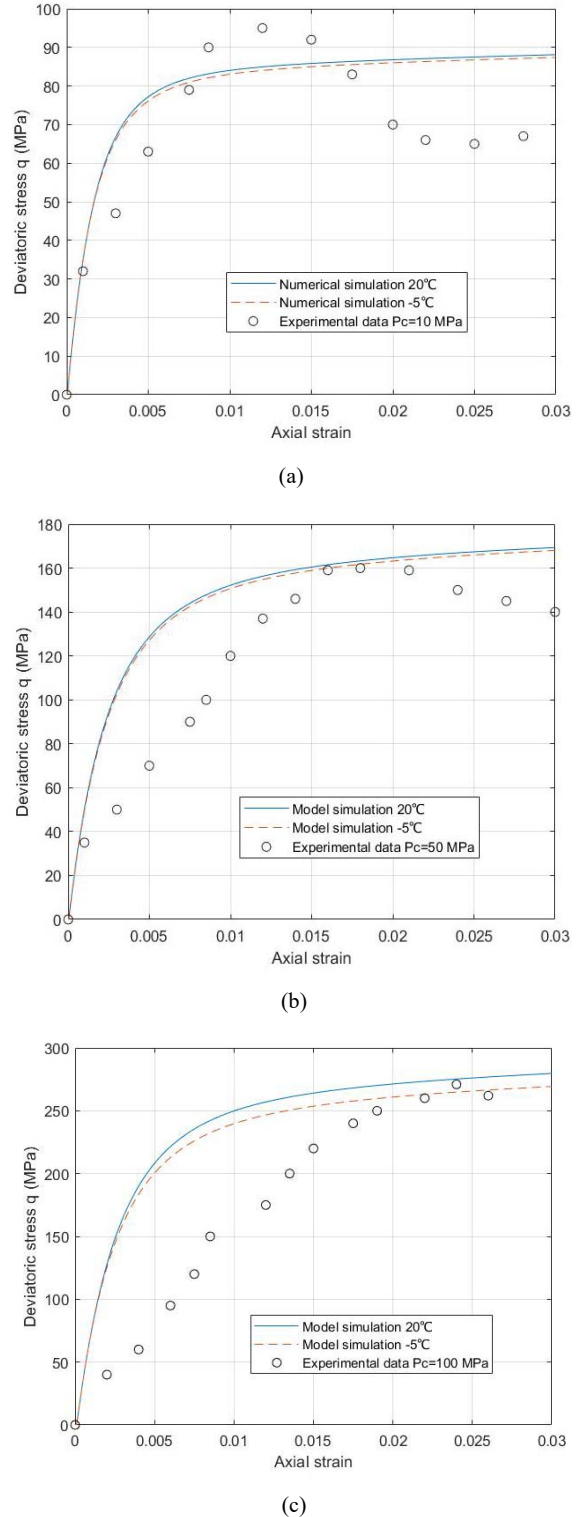 100
90
80
70
60
50
40
30
20
10
0
Deviatoric stress q (MPa)
Numerical simulation 20℃
Numerical simulation -5℃
Experimental data Pc=10 MPa
0 0.005 0.01 0.015 0.02 0.025 0.03
Axial strain
(a)
180
160
140
120
100
80
60
40
20
0
Deviatoric stress q (MPa)
Model simulation 20℃
Model simulation -5℃
Experimental data Pc=50 MPa
0 0.005 0.01 0.015 0.02 0.025 0.03
Axial strain
(b)
300
250
200
150
100
50
0
Deviatoric stress q (MPa)
Model simulation 20℃
Model simulation -5℃
Experimental data Pc=100 MPa
0 0.005 0.01 0.015 0.02 0.025 0.03
Axial strain
(c)